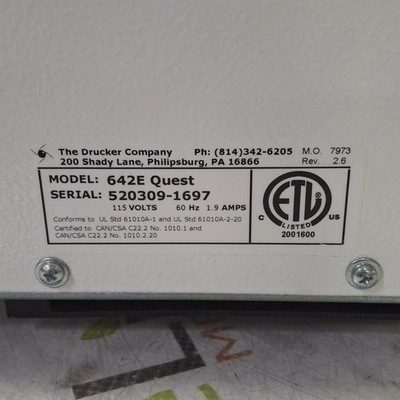 The Drucker Company Ph: (814)342-6205 M.O. 7973
200 Shady Lane, Philipsburg, PA 16866 Rev. 2.6
MODEL: 642E Quest
SERIAL: 520309-1697
115 VOLTS 60 Hz 1.9 AMPS
Conforms to UL Std 61010A-1 and UL Std 61010A-2-20
Certified to CAN/CSA C22.2 No. 1010.1 and
CAN/CSA C22.2 No. 1010.2.20
ETL
C US
LISTED
2001600